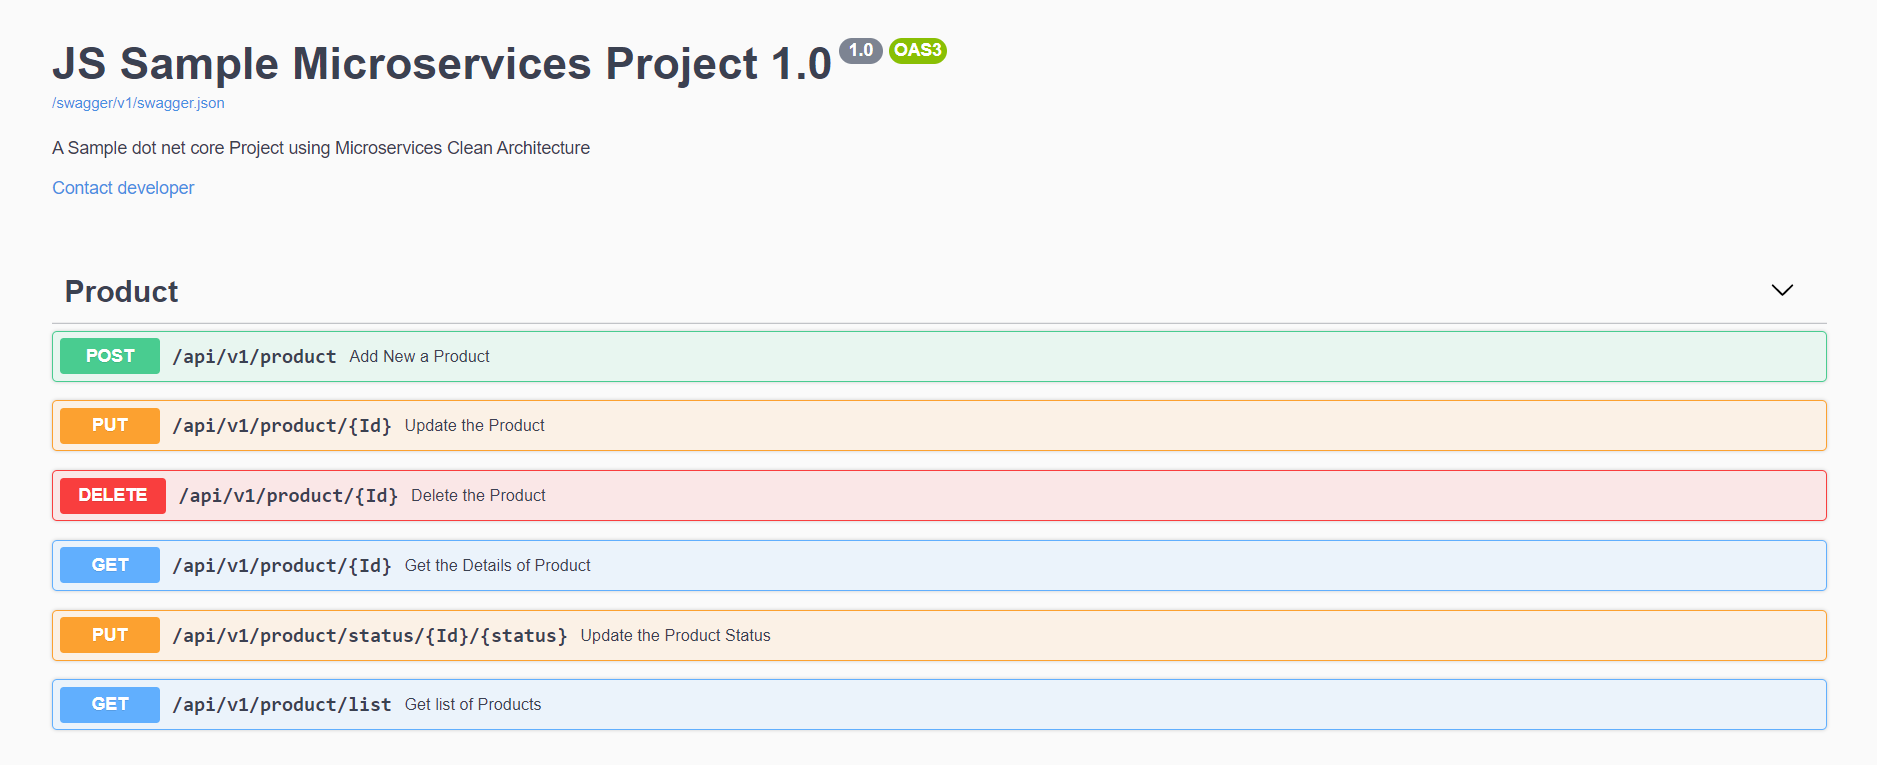 JS Sample Microservices Project 1.0 1.0 OAS3
/swagger/v1/swagger.json
A Sample dot net core Project using Microservices Clean Architecture
Contact developer
Product
POST /api/v1/product Add New a Product
PUT /api/v1/product/{Id} Update the Product
DELETE /api/v1/product/{Id} Delete the Product
GET /api/v1/product/{Id} Get the Details of Product
PUT /api/v1/product/status/{Id}/{status} Update the Product Status
GET /api/v1/product/list Get list of Products